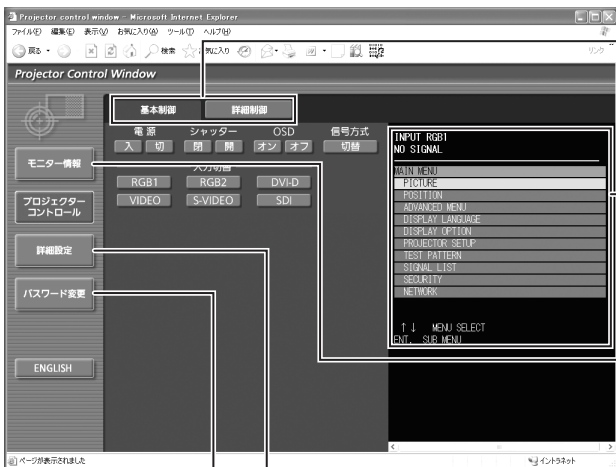 Projector control window - Microsoft Internet Explorer
ファイル(F) 編集(E) 表示(V) お気に入り(A) ツール(T) ヘルプ(H)
戻る 検索 気に入り リンク
Projector Control Window
基本制御 詳細制御
電源 シャッター OSD 信号方式
入 切 閉 開 オン オフ 切替
入力切替
RGB1 RGB2 DVI-D
VIDEO S-VIDEO SDI
モニター情報
プロジェクター
コントロール
詳細設定
パスワード変更
ENGLISH
INPUT RGB1
NO SIGNAL
MAIN MENU
PICTURE
POSITION
ADVANCED MENU
DISPLAY LANGUAGE
DISPLAY OPTION
PROJECTOR SETUP
TEST PATTERN
SIGNAL LIST
SECURITY
NETWORK
↑↓ MENU SELECT
ENT. SUB MENU
ページが表示されました イントラネット